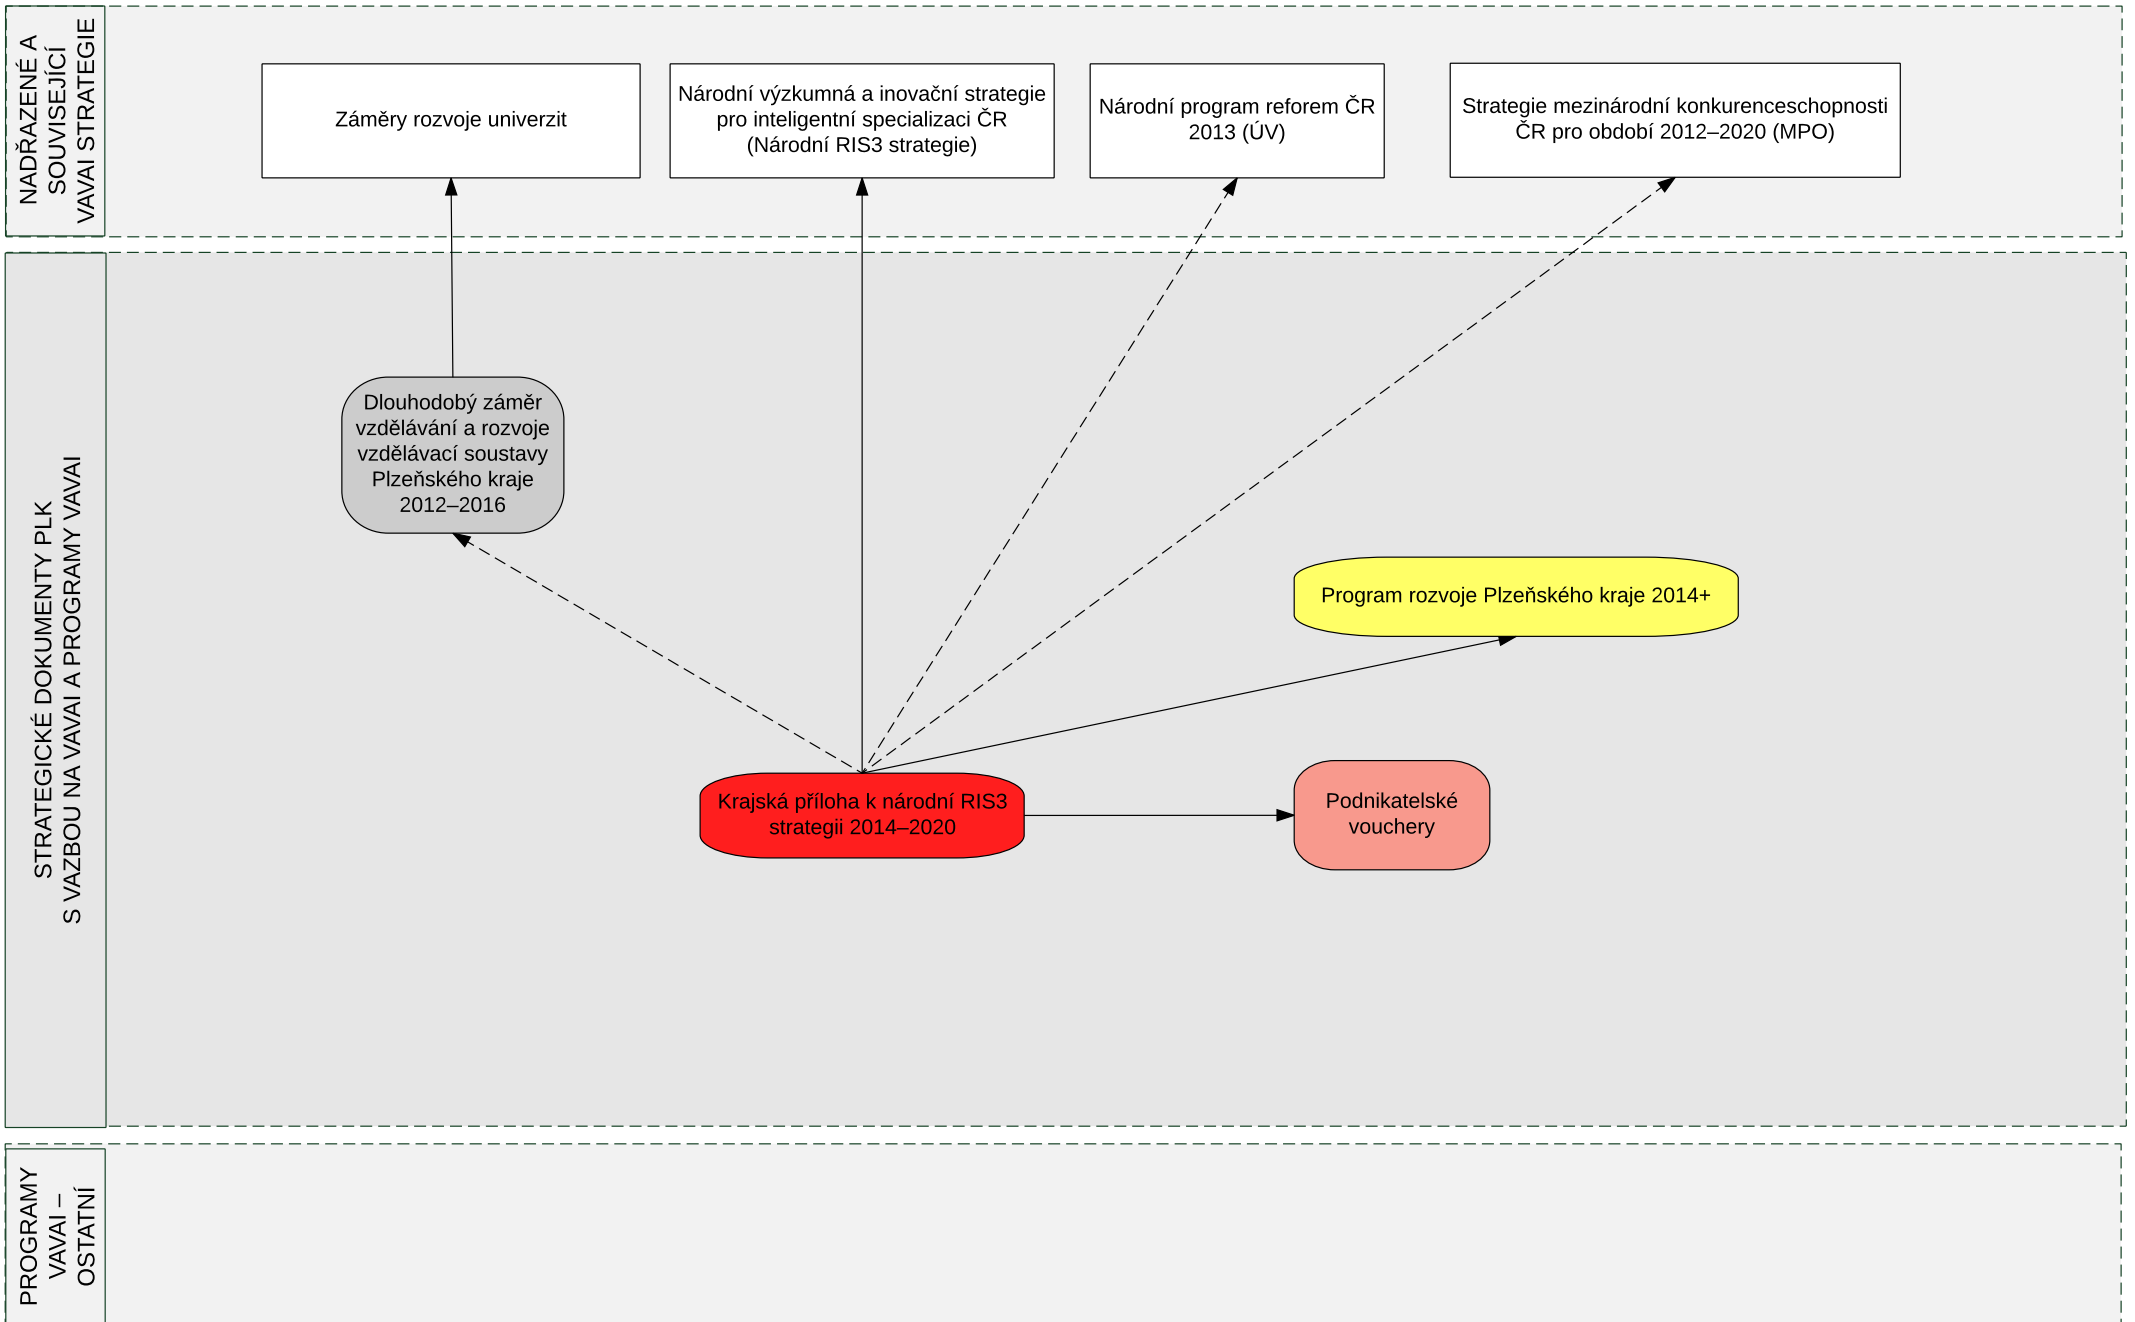 NADŘAZENÉ A
SOUVISEJÍCÍ
VAVAI STRATEGIE
Záměry rozvoje univerzit
Národní výzkumná a inovační strategie
pro inteligentní specializaci ČR
(Národní RIS3 strategie)
Národní program reforem ČR
2013 (ÚV)
Strategie mezinárodní konkurenceschopnosti
ČR pro období 2012–2020 (MPO)
STRATEGICKÉ DOKUMENTY PLK
S VAZBOU NA VAVAI A PROGRAMY VAVAI
Dlouhodobý záměr
vzdělávání a rozvoje
vzdělávací soustavy
Plzeňského kraje
2012–2016
Program rozvoje Plzeňského kraje 2014+
Krajská příloha k národní RIS3
strategii 2014–2020
Podnikatelské
vouchery
PROGRAMY
VAVAI –
OSTATNÍ